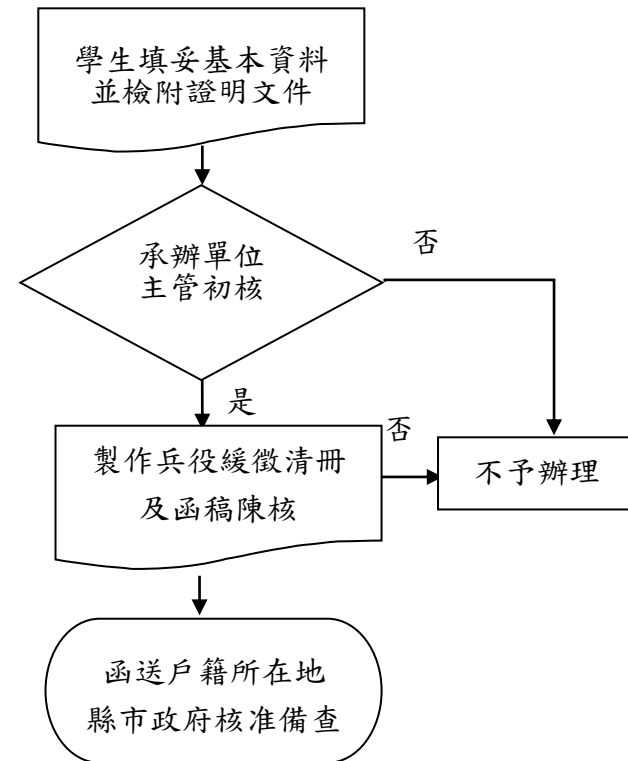 學生填妥基本資料
並檢附證明文件
承辦單位
主管初核
否
是
否
製作兵役緩徵清冊
及函稿陳核
不予辦理
函送戶籍所在地
縣市政府核准備查